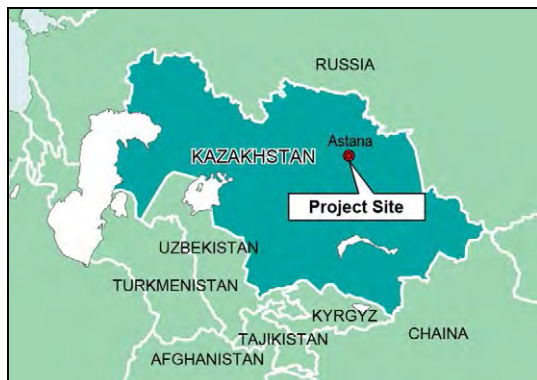 RUSSIA
Astana
KAZAKHSTAN
Project Site
UZBEKISTAN
TURKMENISTAN
KYRGYZ
TAJIKISTAN
CHAINA
AFGHANISTAN